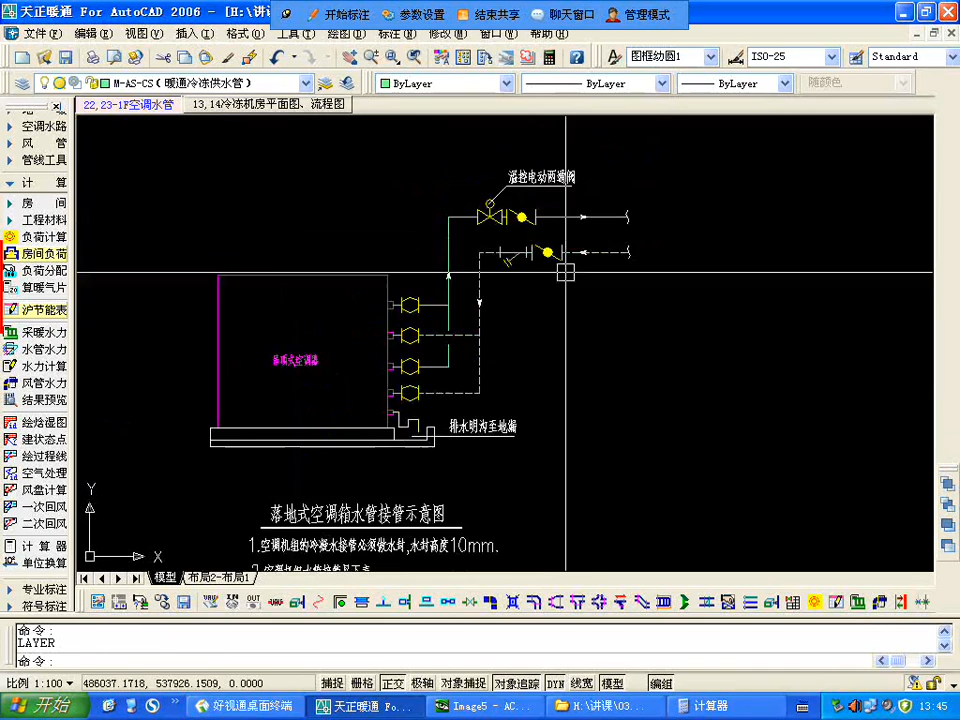 天正暖通 For AutoCAD 2006 - [H:\讲课
开始标注
参数设置
结束共享
聊天窗口
管理模式
文件(F) 编辑(E) 视图(V) 插入(I) 格式(O) 工具(T) 绘图(D) 标注(N) 修改(M) 窗口(W) 帮助(H)
图框幼圆1
ISO-25
Standard
M-AS-CS(暖通冷冻供水管)
ByLayer
ByLayer
ByLayer
随颜色
22,23-1F空调水管
13,14冷冻机房平面图、流程图
空调水路
风 管
管线工具
计 算
房 间
工程材料
负荷计算
房间负荷
负荷分配
算暖气片
沪节能表
采暖水力
水管水力
水力计算
风管水力
结果预览
绘焓湿图
建状态点
绘过程线
空气处理
风盘计算
一次回风
二次回风
计 算 器
单位换算
专业标注
符号标注
温控电动两通阀
排水明沟至地漏
落地式空调箱水管接管示意图
1.空调机组的冷凝水接管必须做水封,水封高度10mm.
Y
X
模型
布局2-布局1
命令:
LAYER
命令:
比例 1:100
486037.1718, 537926.1509, 0.0000
捕捉 栅格 正交 极轴 对象捕捉 对象追踪 DYN 线宽 模型 编组
开始
好视通桌面终端
天正暖通 Fo...
Image5 - AC...
H:\讲课\03...
计算器
13:45